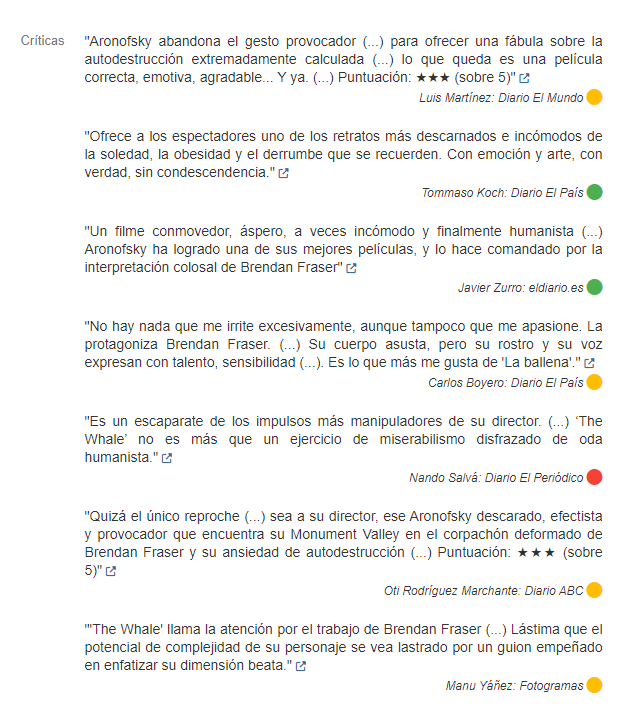 Críticas
"Aronofsky abandona el gesto provocador (...) para ofrecer una fábula sobre la
autodestrucción extremadamente calculada (...) lo que queda es una película
correcta, emotiva, agradable... Y ya. (...) Puntuación: ★★★ (sobre 5)"
Luis Martínez: Diario El Mundo
"Ofrece a los espectadores uno de los retratos más descarnados e incómodos de
la soledad, la obesidad y el derrumbe que se recuerden. Con emoción y arte, con
verdad, sin condescendencia."
Tommaso Koch: Diario El País
"Un filme conmovedor, áspero, a veces incómodo y finalmente humanista (...)
Aronofsky ha logrado una de sus mejores películas, y lo hace comandado por la
interpretación colosal de Brendan Fraser"
Javier Zurro: eldiario.es
"No hay nada que me irrite excesivamente, aunque tampoco que me apasione. La
protagoniza Brendan Fraser. (...) Su cuerpo asusta, pero su rostro y su voz
expresan con talento, sensibilidad (...). Es lo que más me gusta de 'La ballena'."
Carlos Boyero: Diario El País
"Es un escaparate de los impulsos más manipuladores de su director. (...) ‘The
Whale’ no es más que un ejercicio de miserabilismo disfrazado de oda
humanista."
Nando Salvá: Diario El Periódico
"Quizá el único reproche (...) sea a su director, ese Aronofsky descarado, efectista
y provocador que encuentra su Monument Valley en el corpachón deformado de
Brendan Fraser y su ansiedad de autodestrucción (...) Puntuación: ★★★ (sobre
5)"
Oti Rodríguez Marchante: Diario ABC
"'The Whale' llama la atención por el trabajo de Brendan Fraser (...) Lástima que el
potencial de complejidad de su personaje se vea lastrado por un guion empeñado
en enfatizar su dimensión beata."
Manu Yáñez: Fotogramas